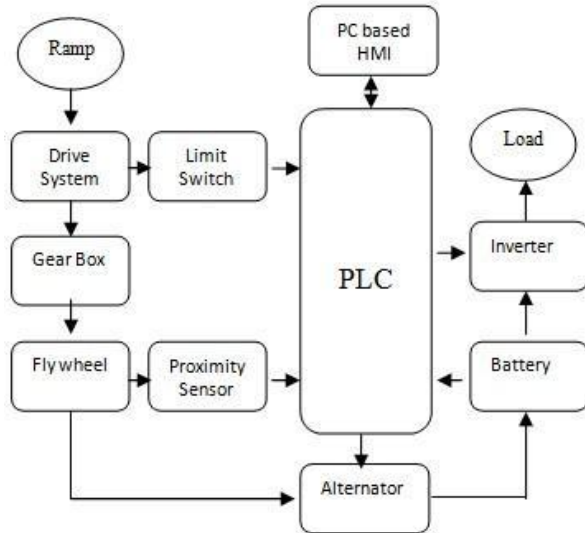 Ramp
PC based
HMI
Drive
System
Limit
Switch
Load
Gear Box
PLC
Inverter
Fly wheel
Proximity
Sensor
Battery
Alternator